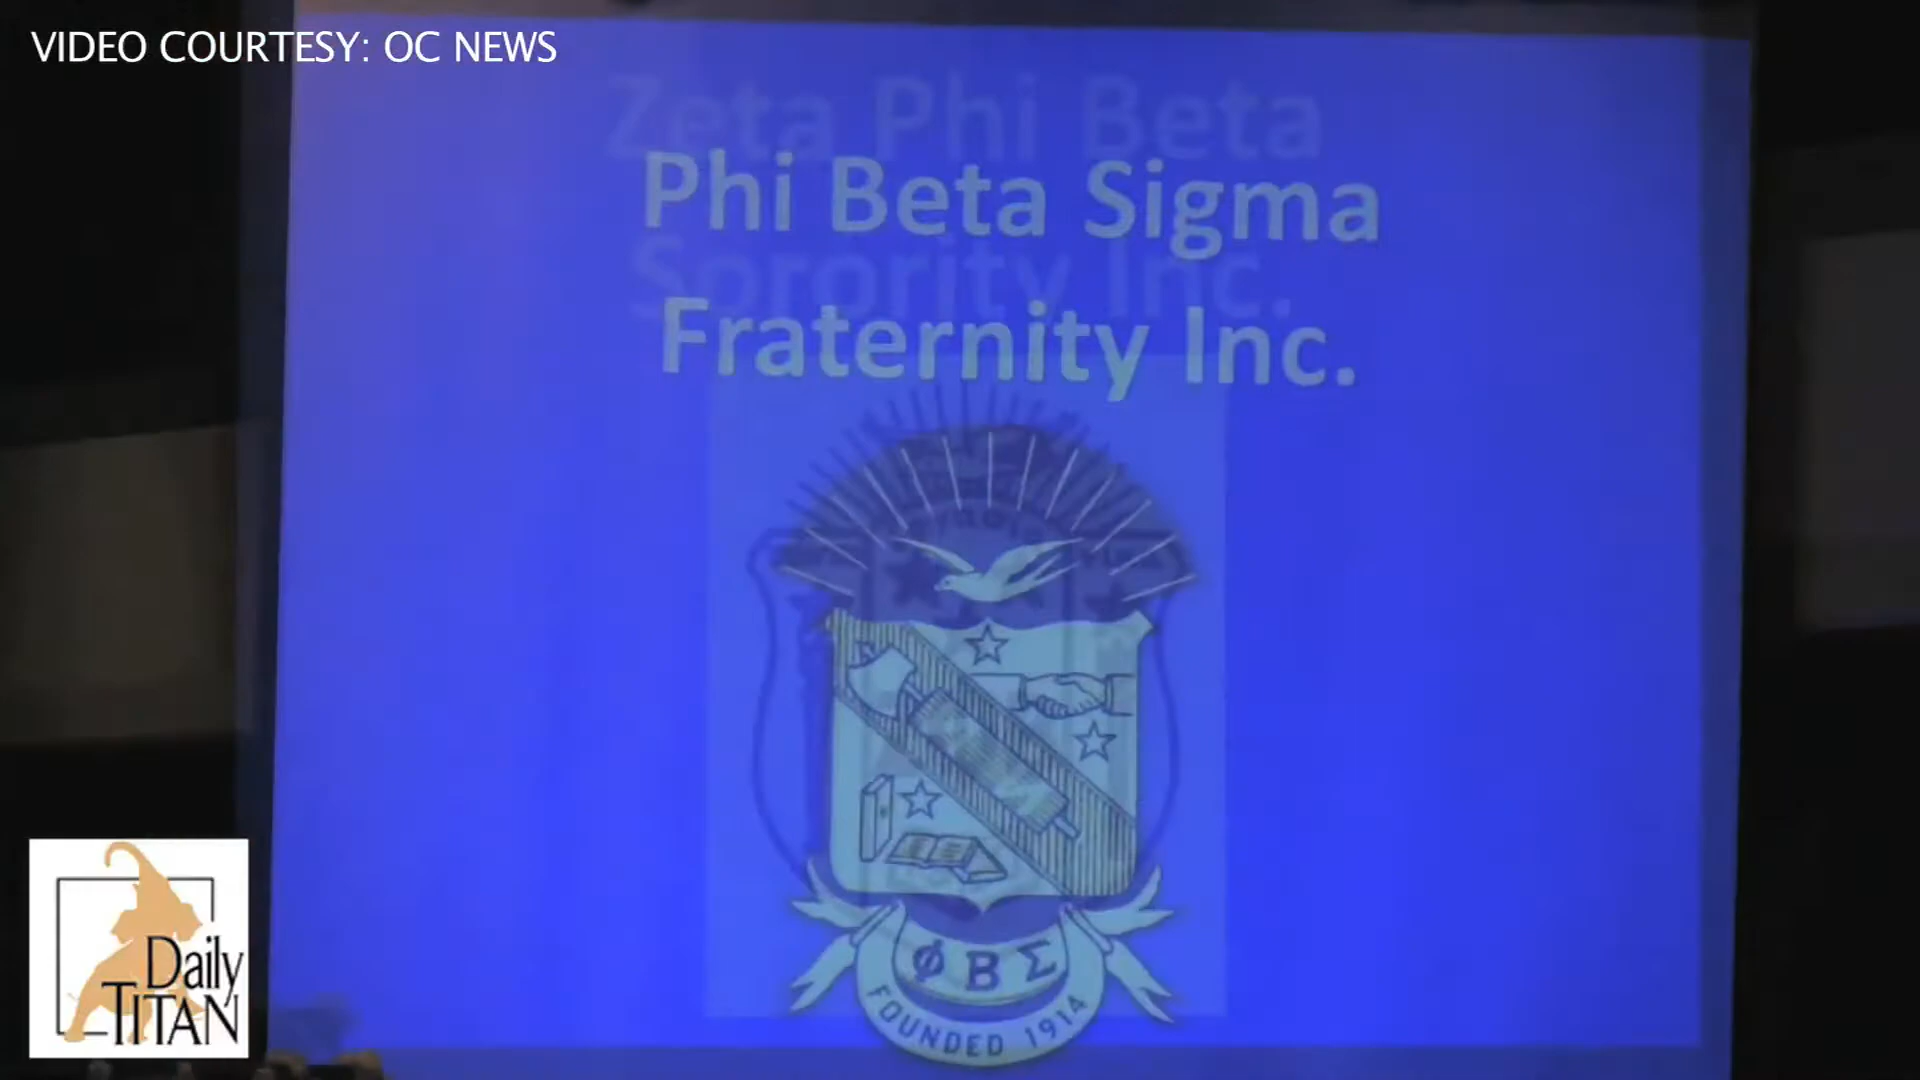 VIDEO COURTESY: OC NEWS
Zeta Phi Beta
Phi Beta Sigma
Sorority Inc.
Fraternity Inc.
ΦΒΣ
FOUNDED 1914
Daily
TITAN